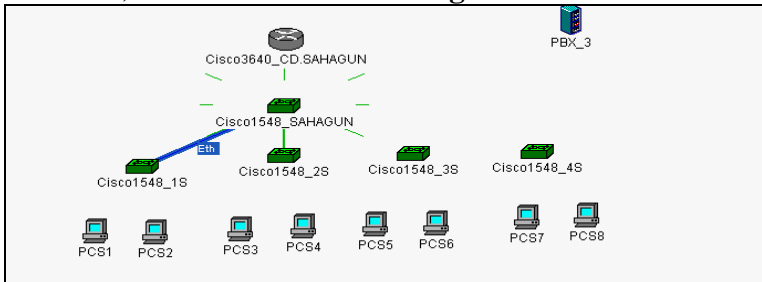 PBX_3
Cisco3640_CD.SAHAGUN
Cisco1548_SAHAGUN
Eth
Cisco1548_1S
Cisco1548_2S
Cisco1548_3S
Cisco1548_4S
PCS1
PCS2
PCS3
PCS4
PCS5
PCS6
PCS7
PCS8